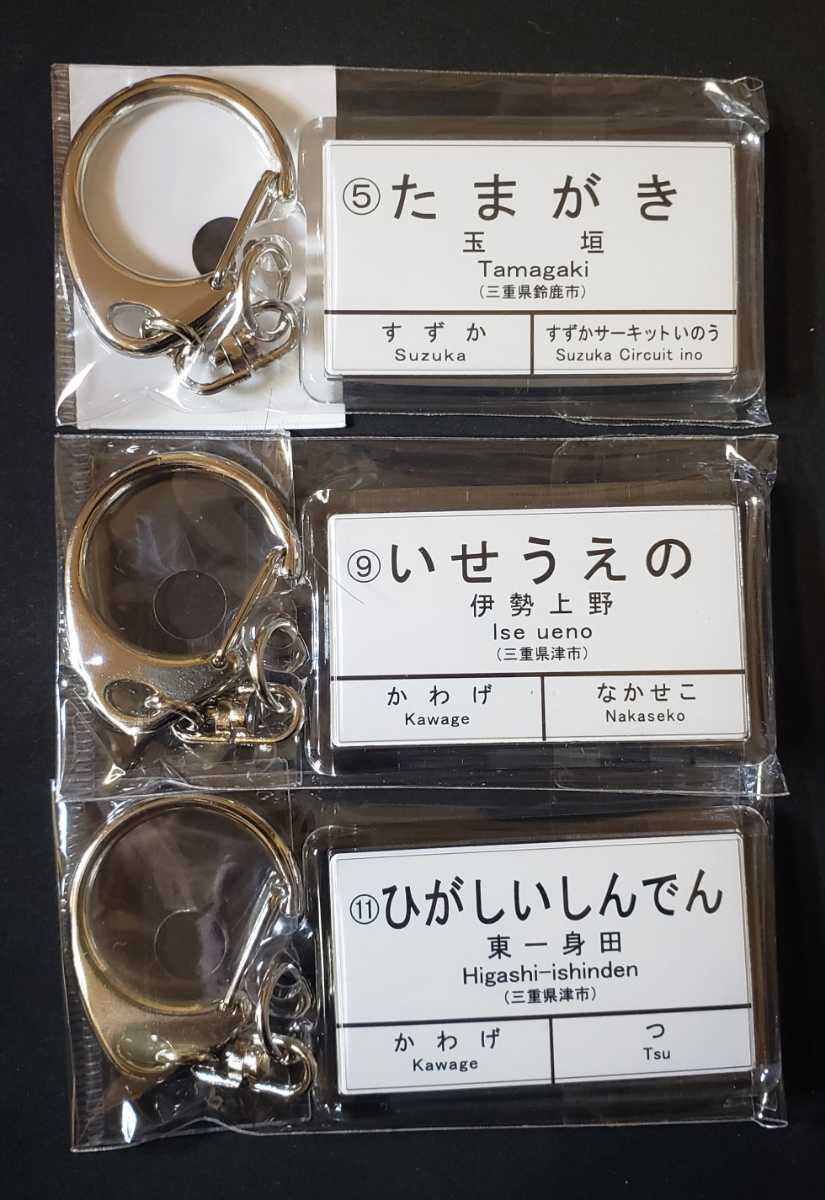 ⑤たまがき
玉垣
Tamagaki
(三重県鈴鹿市)
すずか すずかサーキットいのう
Suzuka Suzuka Circuit ino
⑨いせうえの
伊勢上野
Ise ueno
(三重県津市)
かわげ なかせこ
Kawage Nakaseko
⑪ひがしいしんでん
東一身田
Higashi-ishinden
(三重県津市)
かわげ つ
Kawage Tsu